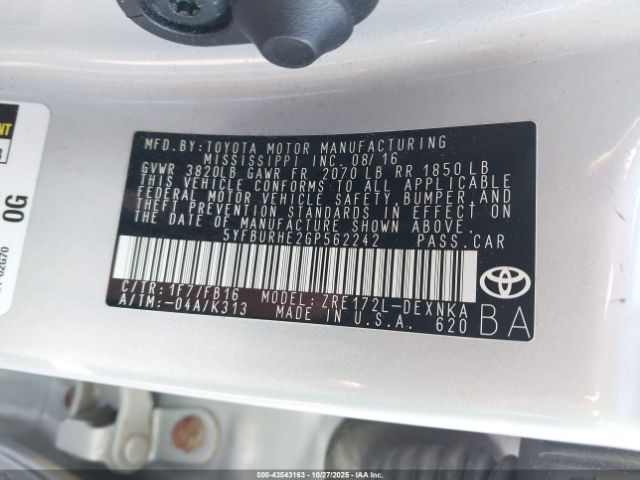 MFD.BY:TOYOTA MOTOR MANUFACTURING
MISSISSIPPI INC. 08/16
GVWR 3820LB GAWR FR 2070LB RR 1850LB
THIS VEHICLE CONFORMS TO ALL APPLICABLE
FEDERAL MOTOR VEHICLE SAFETY,BUMPER,AND
THEFT PREVENTION STANDARDS IN EFFECT ON
THE DATE OF MANUFACTURE SHOWN ABOVE.
5YFBURHE2GP562242 PASS.CAR
C/TR:1F7/FB16 MODEL:ZRE172L-DEXNKA
A/TM:-04A/K313 MADE IN U.S.A. 620
BA
TOYOTA
0G
00 - 43543163 - 10/27/2025 - IAA, Inc.